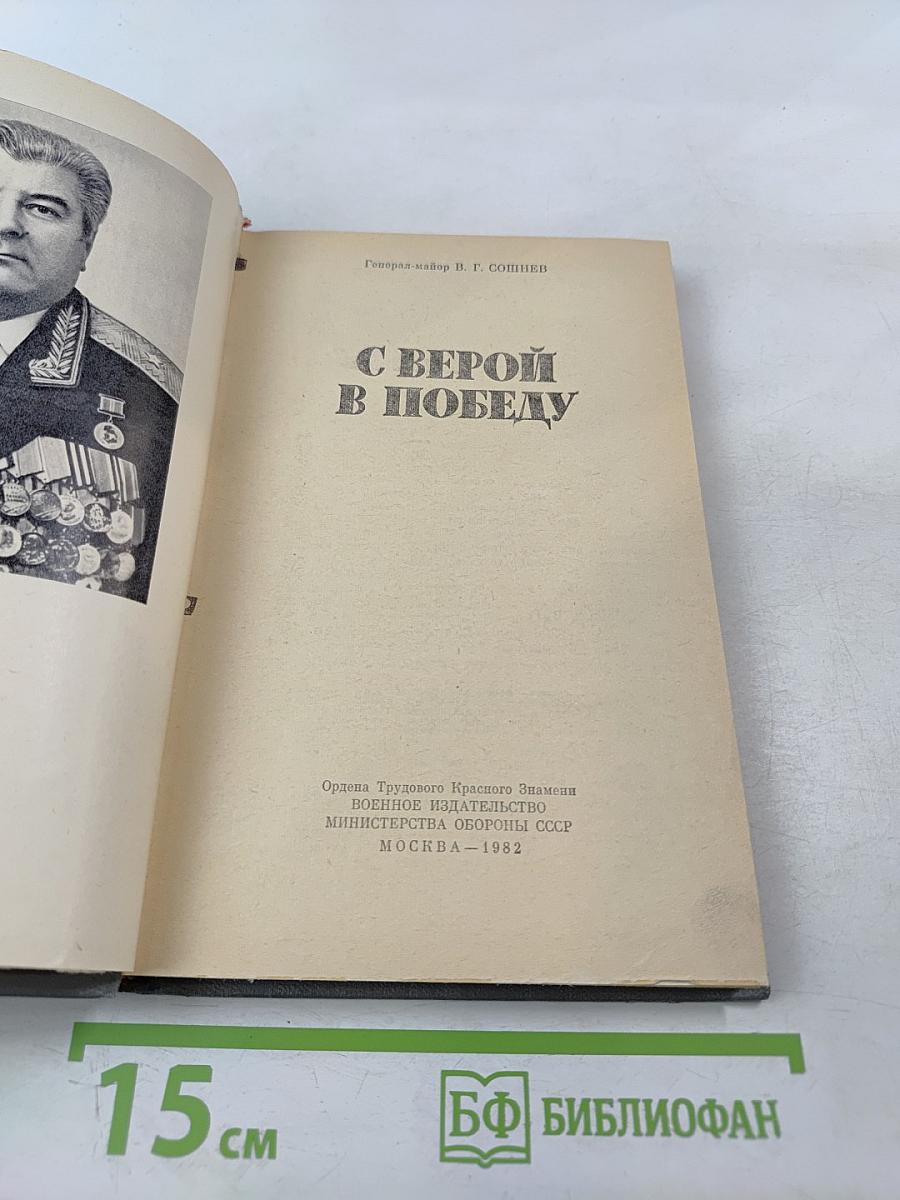 Генерал-майор В. Г. СОШНЕВ
С ВЕРОЙ
В ПОБЕДУ
Ордена Трудового Красного Знамени
ВОЕННОЕ ИЗДАТЕЛЬСТВО
МИНИСТЕРСТВА ОБОРОНЫ СССР
МОСКВА — 1982
15 см
БФ БИБЛИОФАН